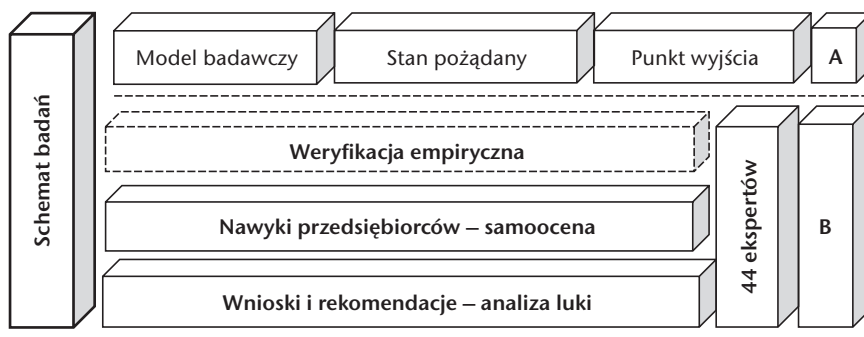 Schemat badań
Model badawczy
Stan pożądany
Punkt wyjścia
A
Weryfikacja empiryczna
Nawyki przedsiębiorców – samoocena
Wnioski i rekomendacje – analiza luki
44 ekspertów
B